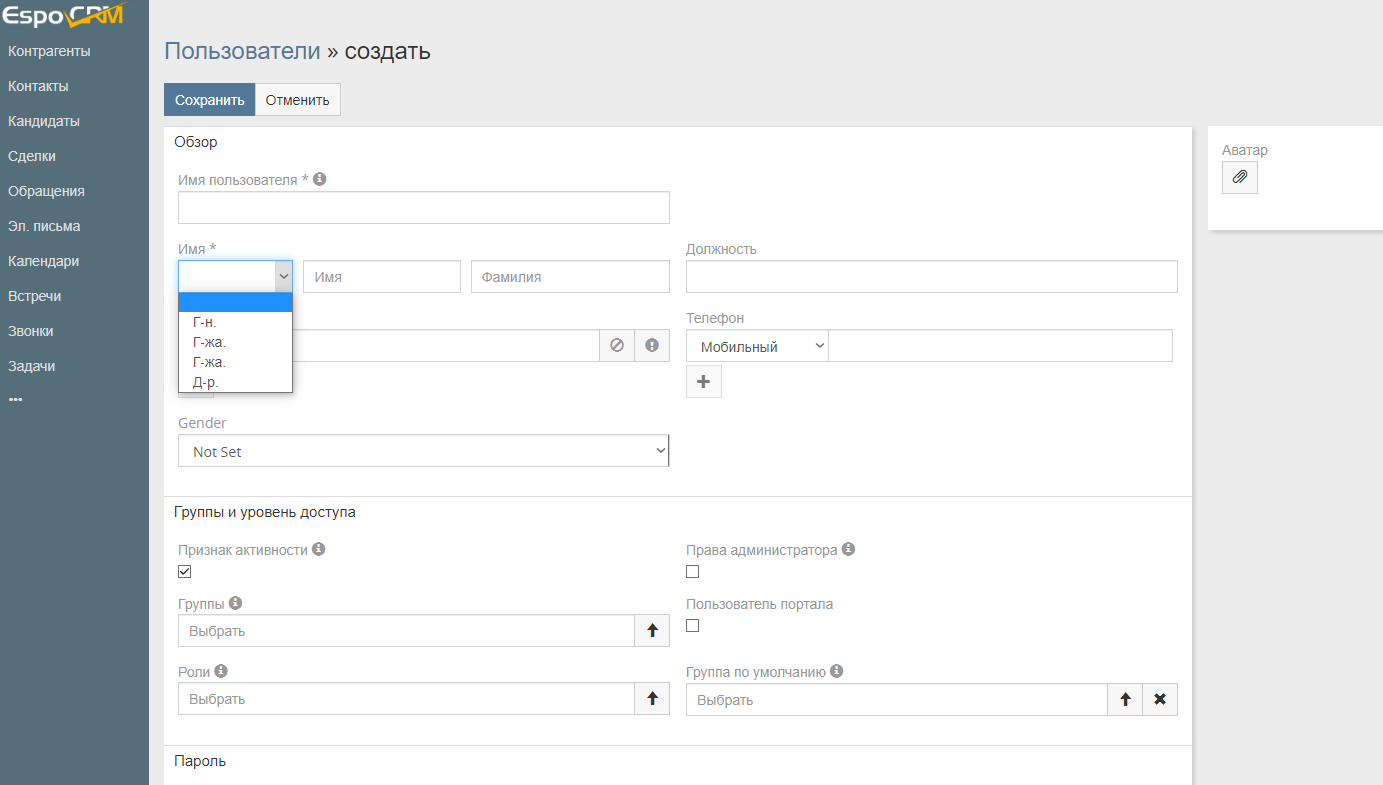 EspoCRM
Контрагенты
Контакты
Кандидаты
Сделки
Обращения
Эл. письма
Календари
Встречи
Звонки
Задачи
•••
Пользователи » создать
Сохранить Отменить
Обзор
Имя пользователя *
Имя *
Имя Фамилия
Г-н.
Г-жа.
Г-жа.
Д-р.
Должность
Телефон
Мобильный
Gender
Not Set
Группы и уровень доступа
Признак активности
Права администратора
Группы
Выбрать
Пользователь портала
Роли
Выбрать
Группа по умолчанию
Выбрать
Пароль
Аватар